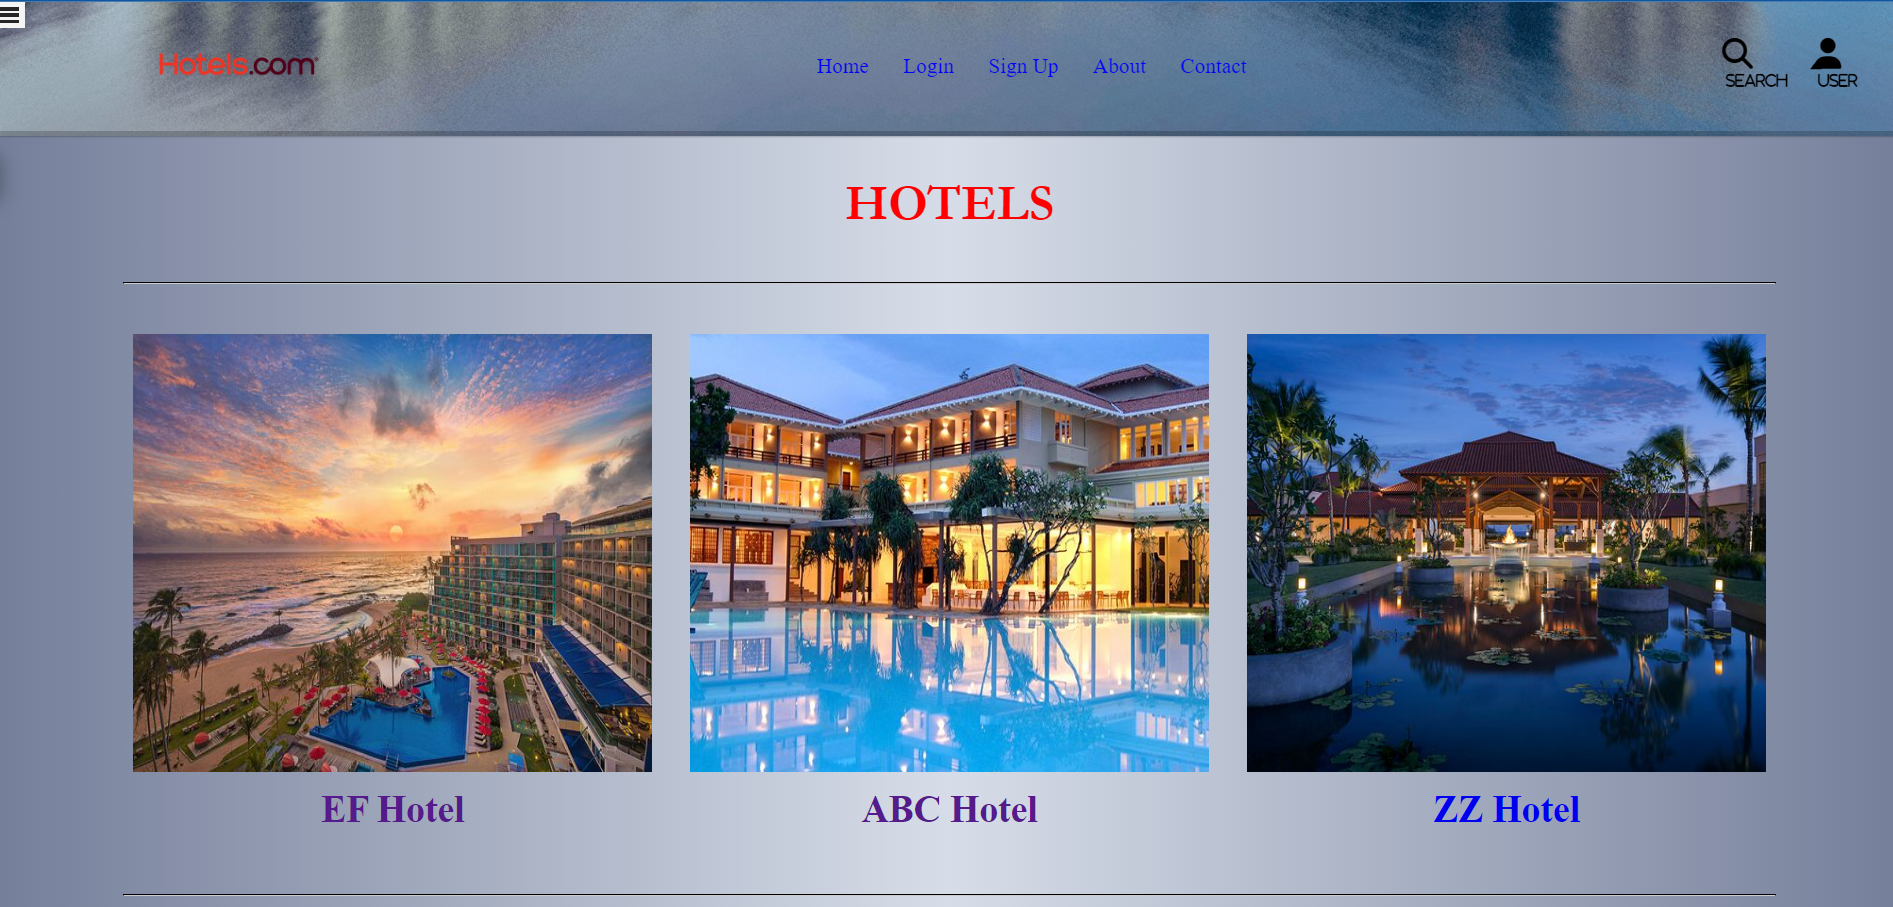 Hotels.com
Home Login Sign Up About Contact
SEARCH USER
HOTELS
EF Hotel ABC Hotel ZZ Hotel